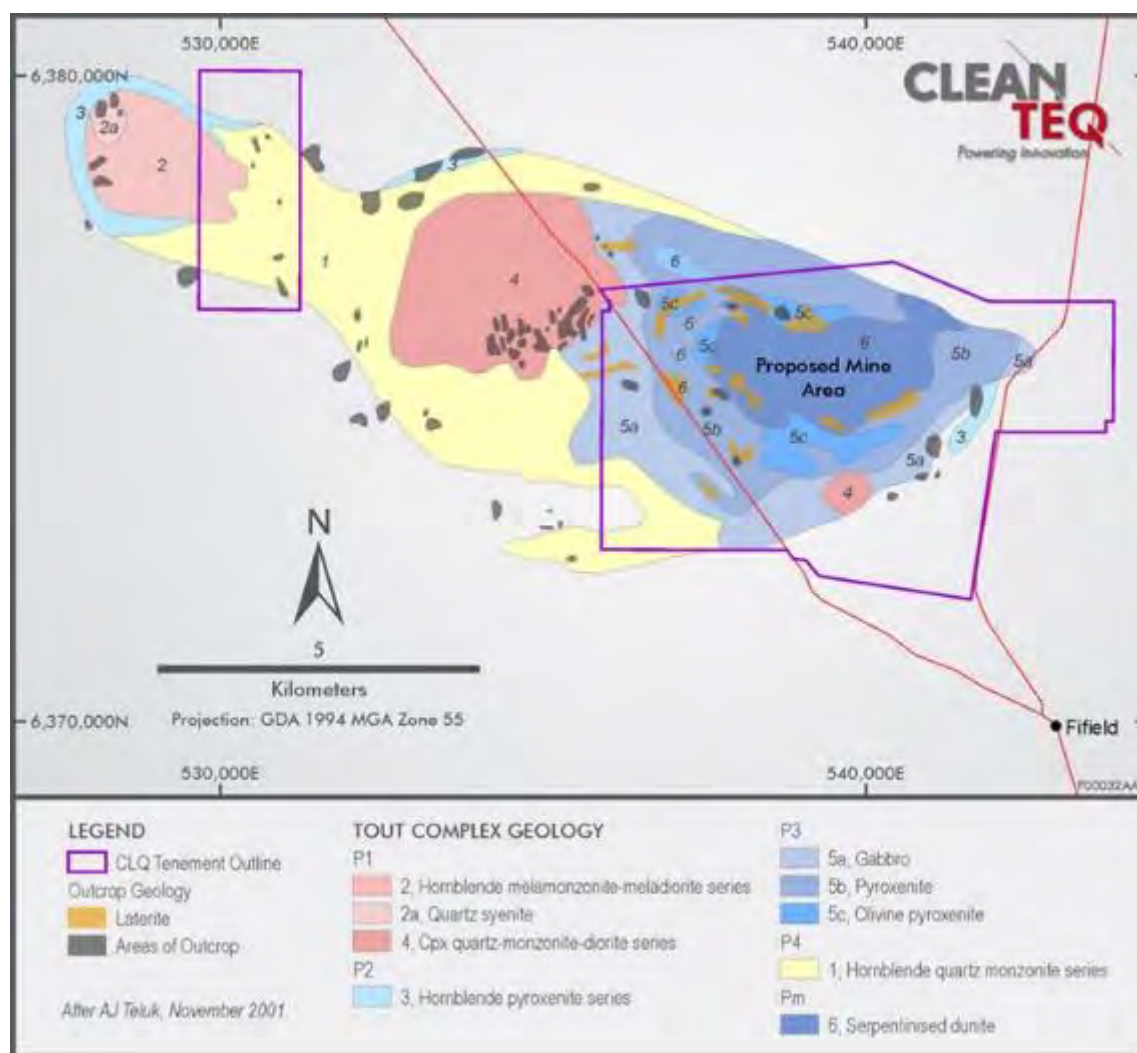 530,000E
540,000E
6,380,000N
CLEAN
TEQ
Powering Innovation
3
2a
2
3
1
4
6
5c
5c
6
6
5c
6
5b
5a
Proposed Mine
Area
6
5a
5b
5c
3
5a
4
N
5
Kilometers
Projection: GDA 1994 MGA Zone 55
6,370,000N
Fifield
530,000E
540,000E
P00032AA
LEGEND
CLQ Tenement Outline
Outcrop Geology
Laterite
Areas of Outcrop
After AJ Teluk, November 2001
TOUT COMPLEX GEOLOGY
P1
2, Hornblende melamonzonite-meladiorite series
2a, Quartz syenite
4, Cpx quartz-monzonite-diorite series
P2
3, Hornblende pyroxenite series
P3
5a, Gabbro
5b, Pyroxenite
5c, Olivine pyroxenite
P4
1, Hornblende quartz monzonite series
Pm
6, Serpentinised dunite